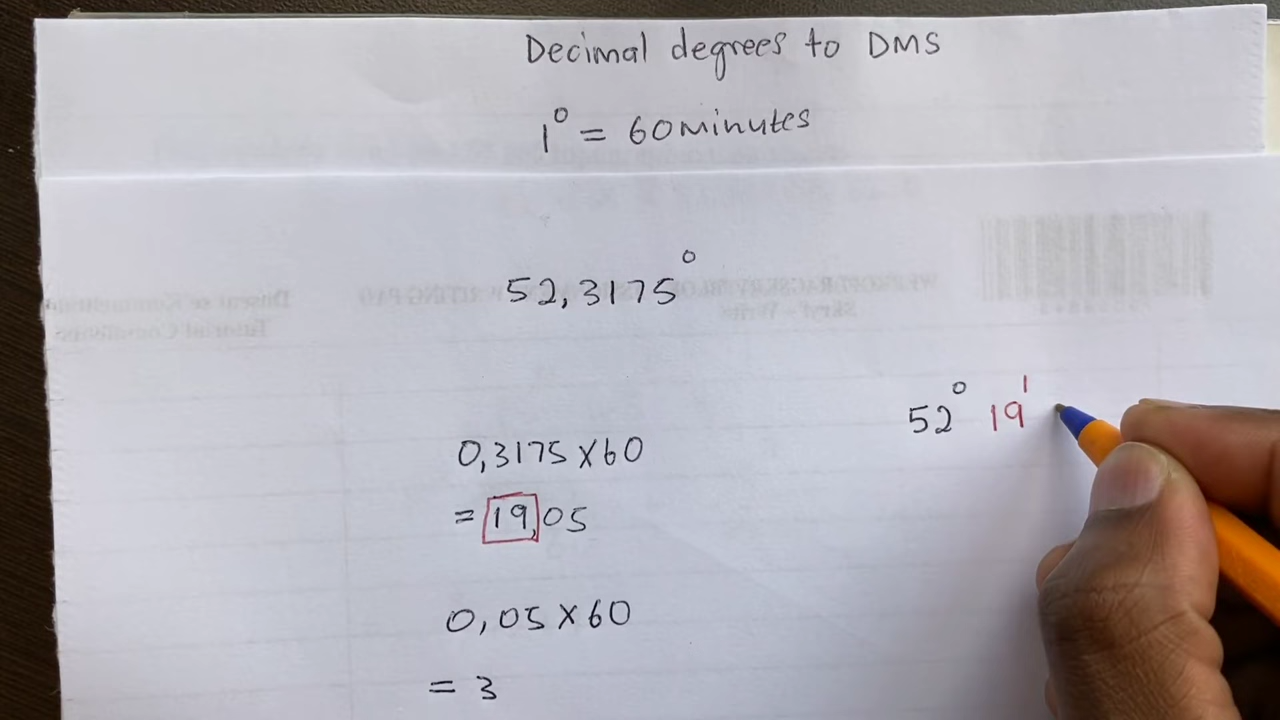 Decimal degrees to DMS
1° = 60minutes
52,3175°
52° 19'
0,3175 × 60
= 19,05
0,05 × 60
= 3